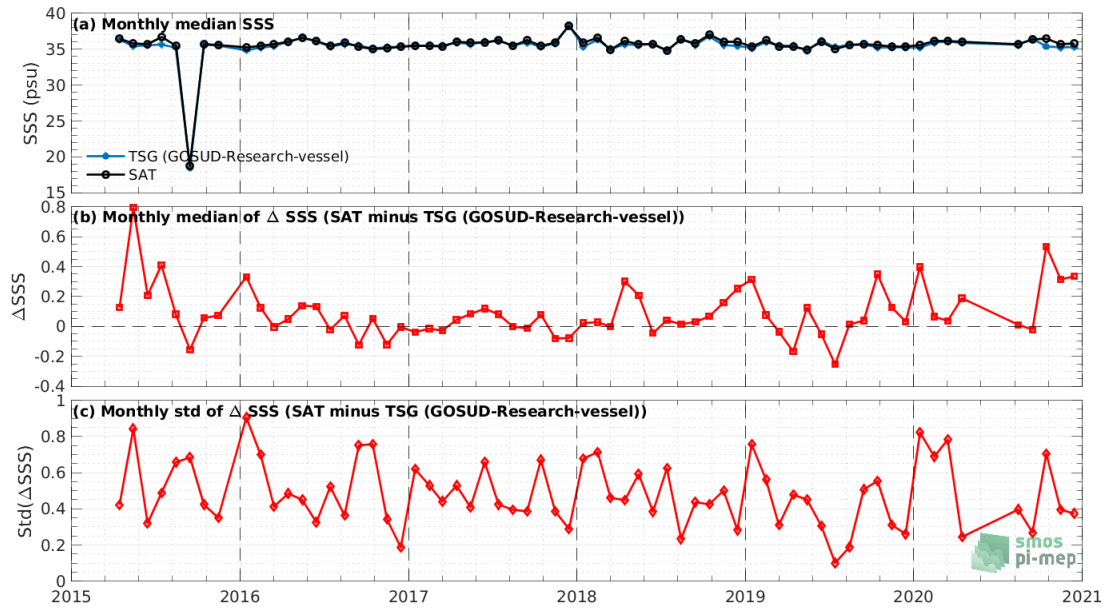 (a) Monthly median SSS
40
35
30
25
20
15
SSS (psu)
TSG (GOSUD-Research-vessel)
SAT
(b) Monthly median of Δ SSS (SAT minus TSG (GOSUD-Research-vessel))
0.8
0.6
0.4
0.2
0
-0.2
-0.4
ΔSSS
(c) Monthly std of Δ SSS (SAT minus TSG (GOSUD-Research-vessel))
1
0.8
0.6
0.4
0.2
0
Std(ΔSSS)
smos
pi-mep
2015 2016 2017 2018 2019 2020 2021